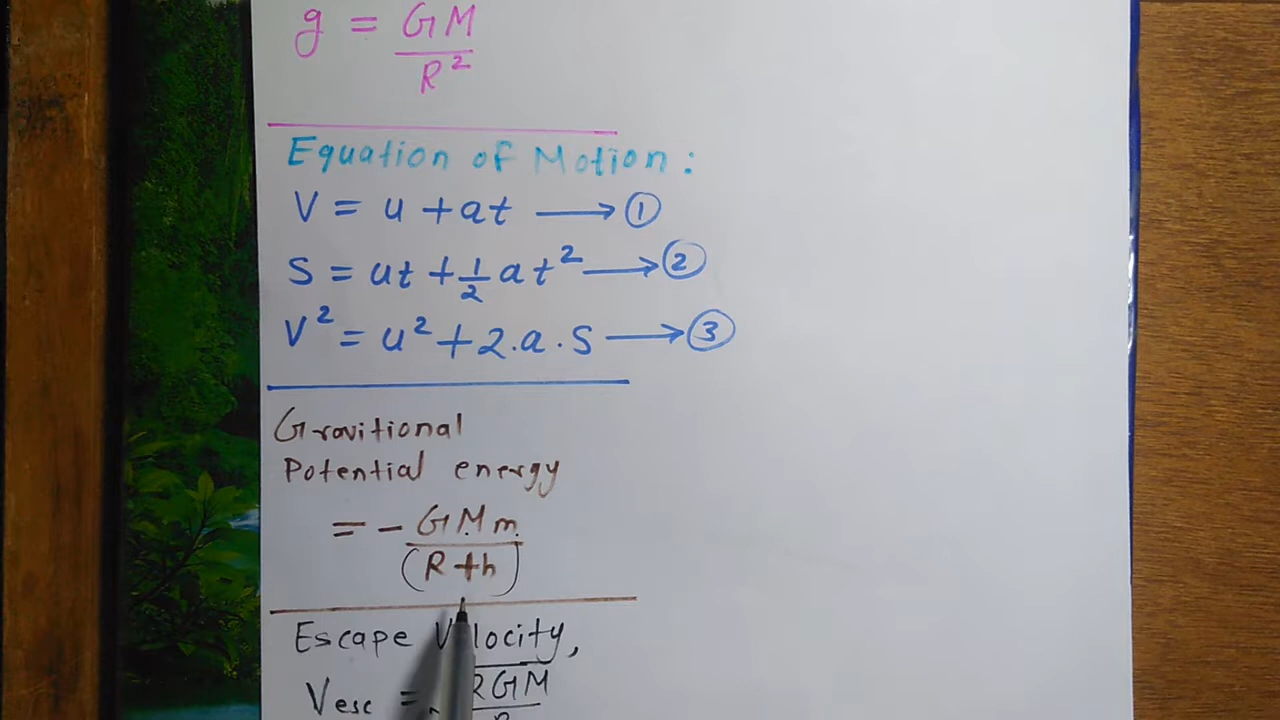 g = GM
R²
Equation of Motion :
V = u + at ⟶ ①
S = ut + 1/2 at² ⟶ ②
V² = u² + 2.a.S ⟶ ③
Gravitional
Potential energy
= - GMm
(R+h)
Escape Velocity,
Vesc = 2GM